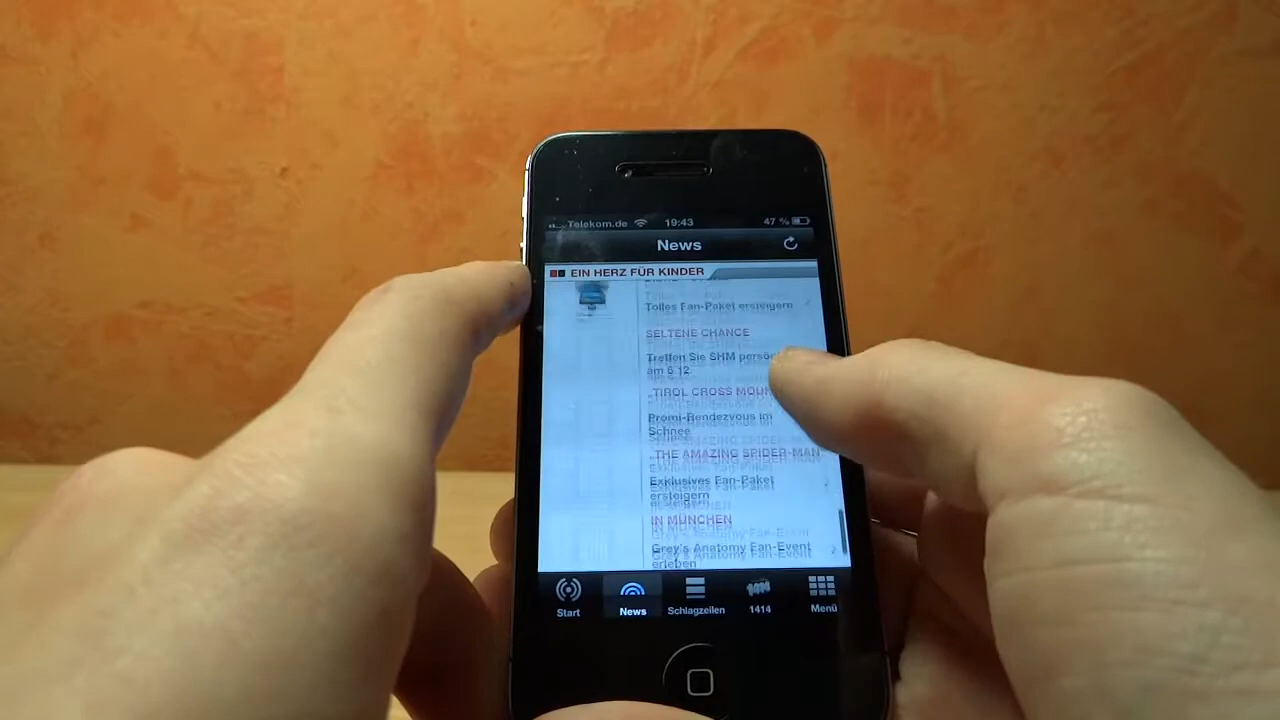 Telekom.de 19:43 47 %
News
EIN HERZ FÜR KINDER
Tolles Fan-Paket ersteigern
SELTENE CHANCE
Treffen Sie SHM
am 6 12
„TIROL CROSS
Promi-Rendezvous im
Schnee
„THE AMAZING SPIDER-MAN
Exklusives Fan-Paket
ersteigern
IN MÜNCHEN
Grey's Anatomy Fan-Event
erleben
Start News Schlagzeilen 1414 Menü